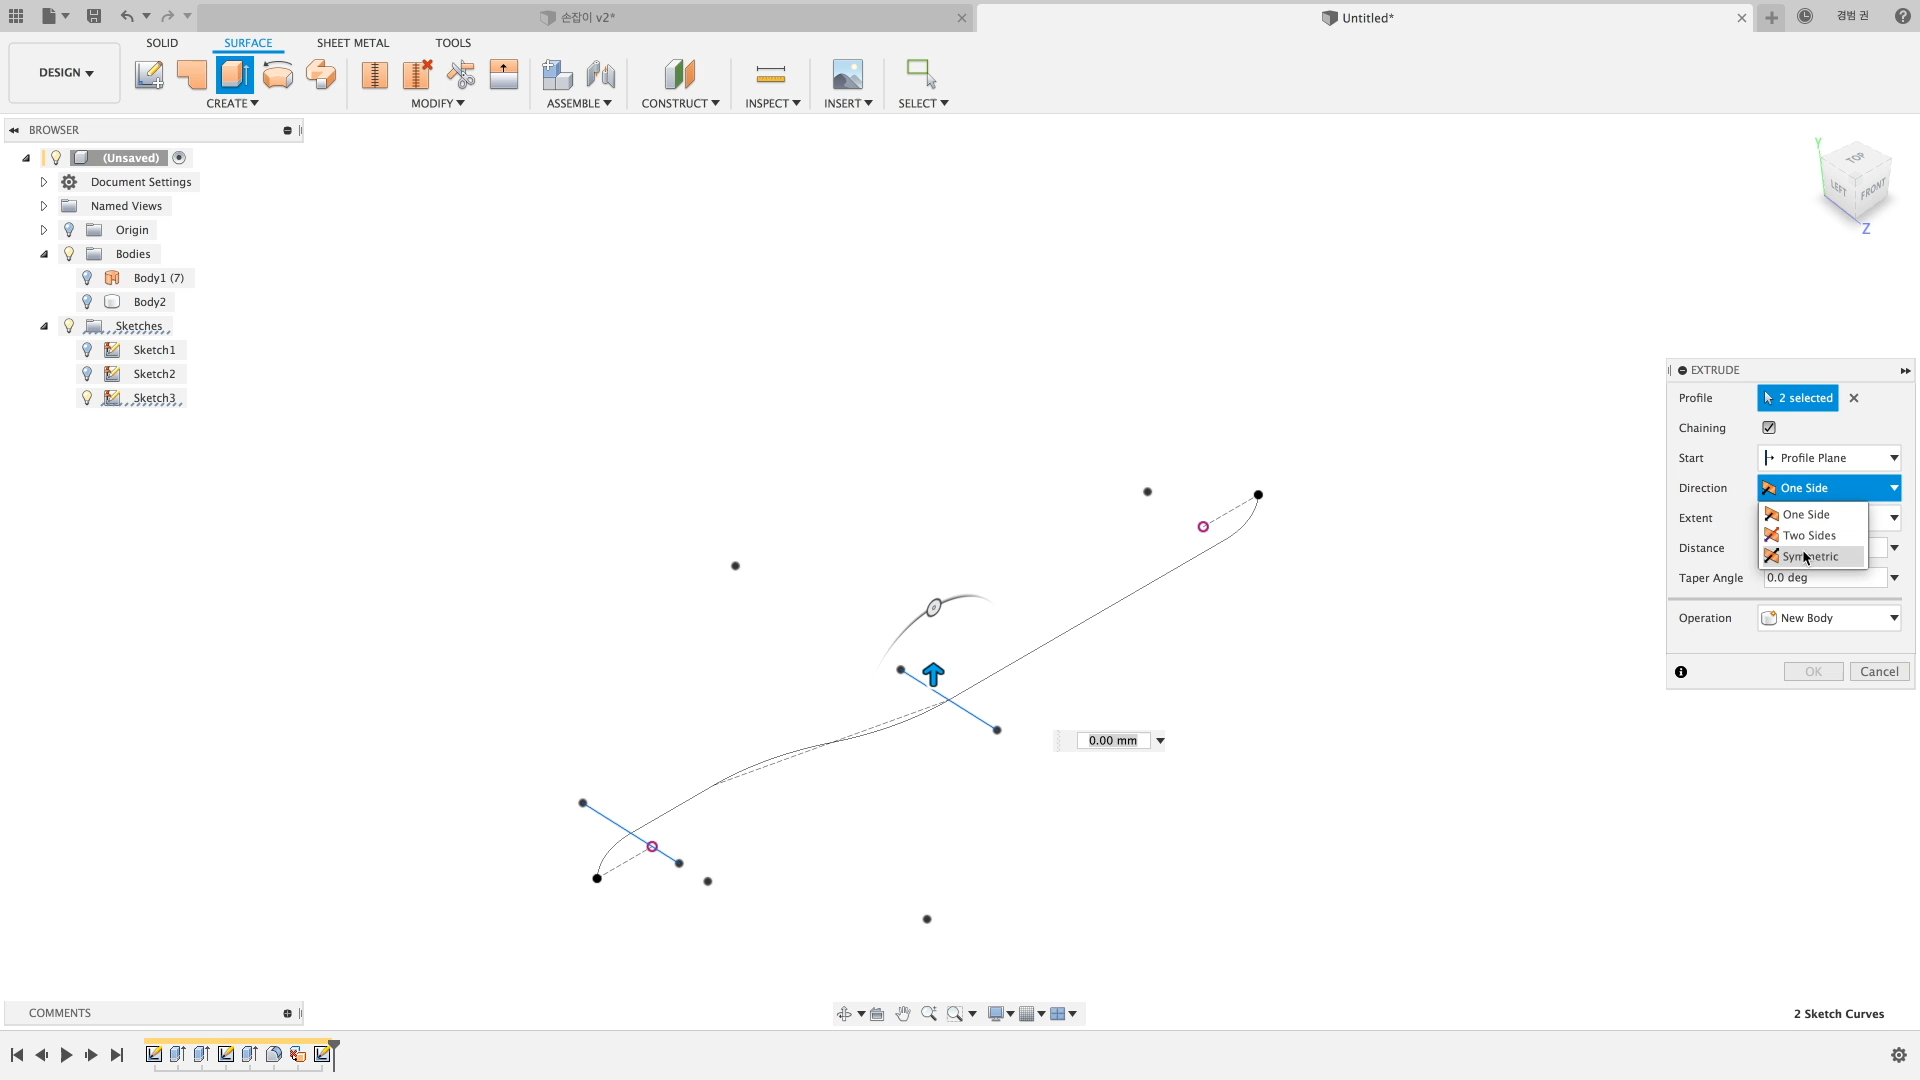 손잡이 v2*
Untitled*
경범 권
SOLID
SURFACE
SHEET METAL
TOOLS
DESIGN
CREATE
MODIFY
ASSEMBLE
CONSTRUCT
INSPECT
INSERT
SELECT
BROWSER
(Unsaved)
Document Settings
Named Views
Origin
Bodies
Body1 (7)
Body2
Sketches
Sketch1
Sketch2
Sketch3
Y
TOP
LEFT
FRONT
Z
EXTRUDE
Profile
2 selected
Chaining
Start
Profile Plane
Direction
One Side
One Side
Extent
Two Sides
Distance
Symmetric
Taper Angle
0.0 deg
Operation
New Body
OK
Cancel
0.00 mm
COMMENTS
2 Sketch Curves